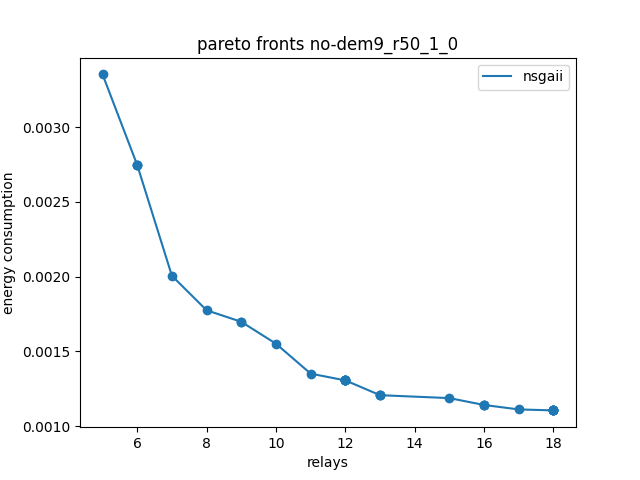 pareto fronts no-dem9_r50_1_0
nsgaii
energy consumption
0.0030
0.0025
0.0020
0.0015
0.0010
6 8 10 12 14 16 18
relays